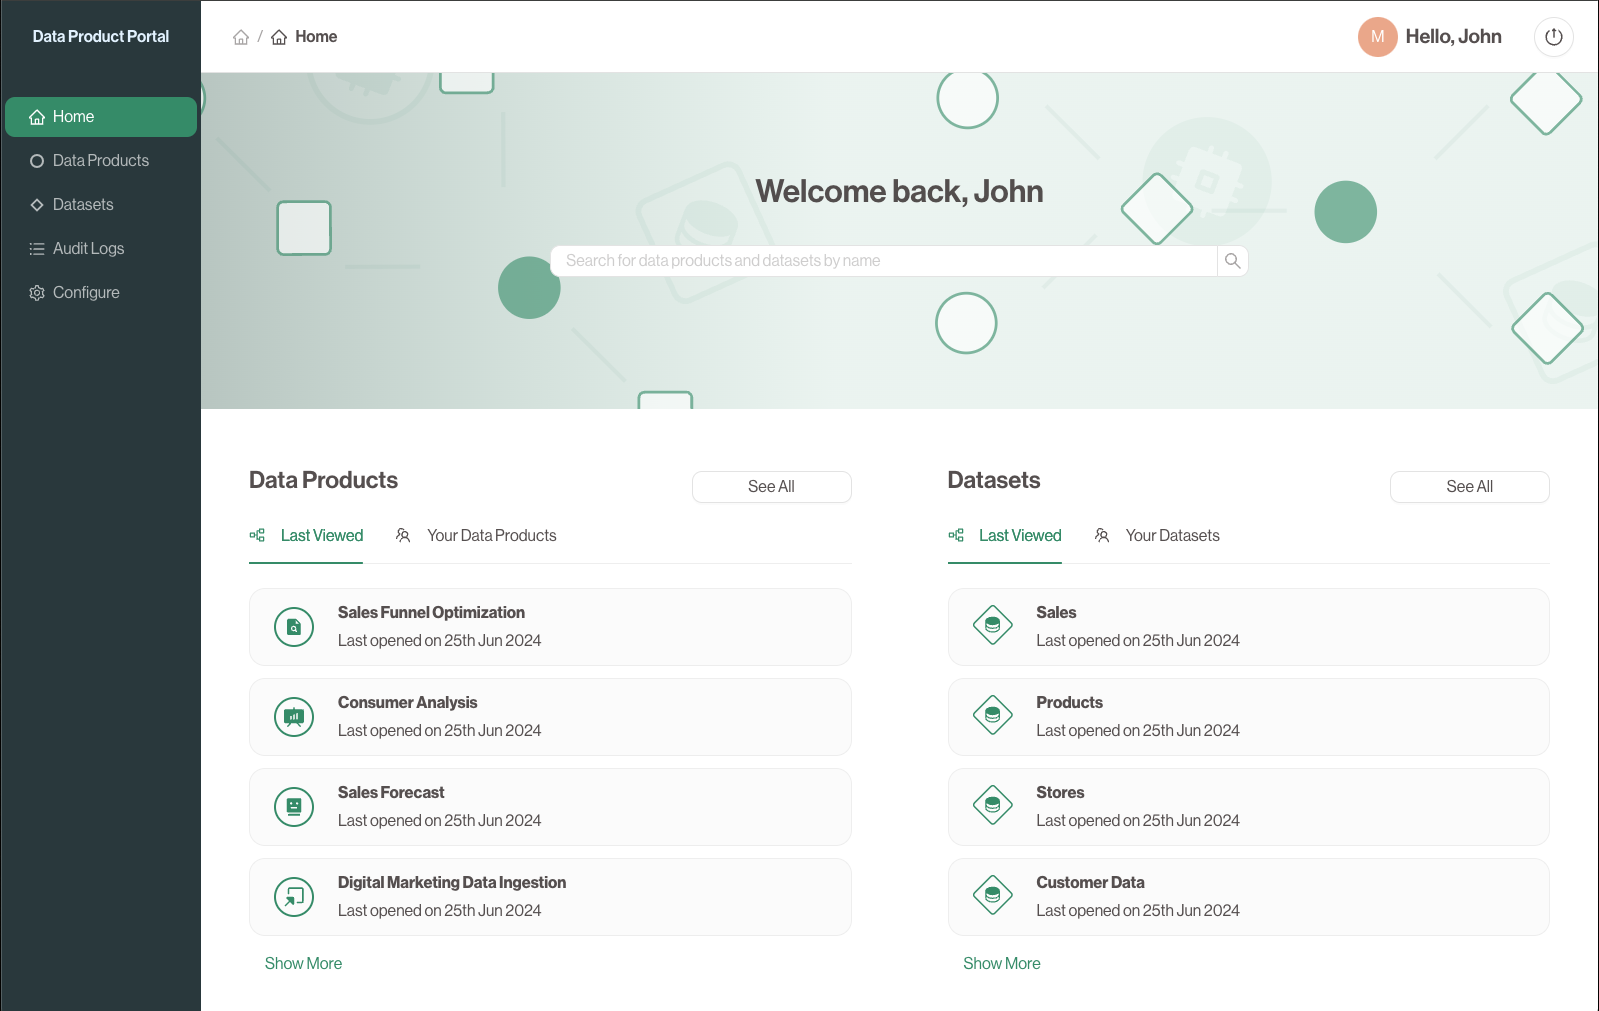 Data Product Portal
Home
Data Products
Datasets
Audit Logs
Configure
/ Home
M Hello, John
Welcome back, John
Search for data products and datasets by name
Data Products
See All
Last Viewed Your Data Products
Sales Funnel Optimization
Last opened on 25th Jun 2024
Consumer Analysis
Last opened on 25th Jun 2024
Sales Forecast
Last opened on 25th Jun 2024
Digital Marketing Data Ingestion
Last opened on 25th Jun 2024
Show More
Datasets
See All
Last Viewed Your Datasets
Sales
Last opened on 25th Jun 2024
Products
Last opened on 25th Jun 2024
Stores
Last opened on 25th Jun 2024
Customer Data
Last opened on 25th Jun 2024
Show More